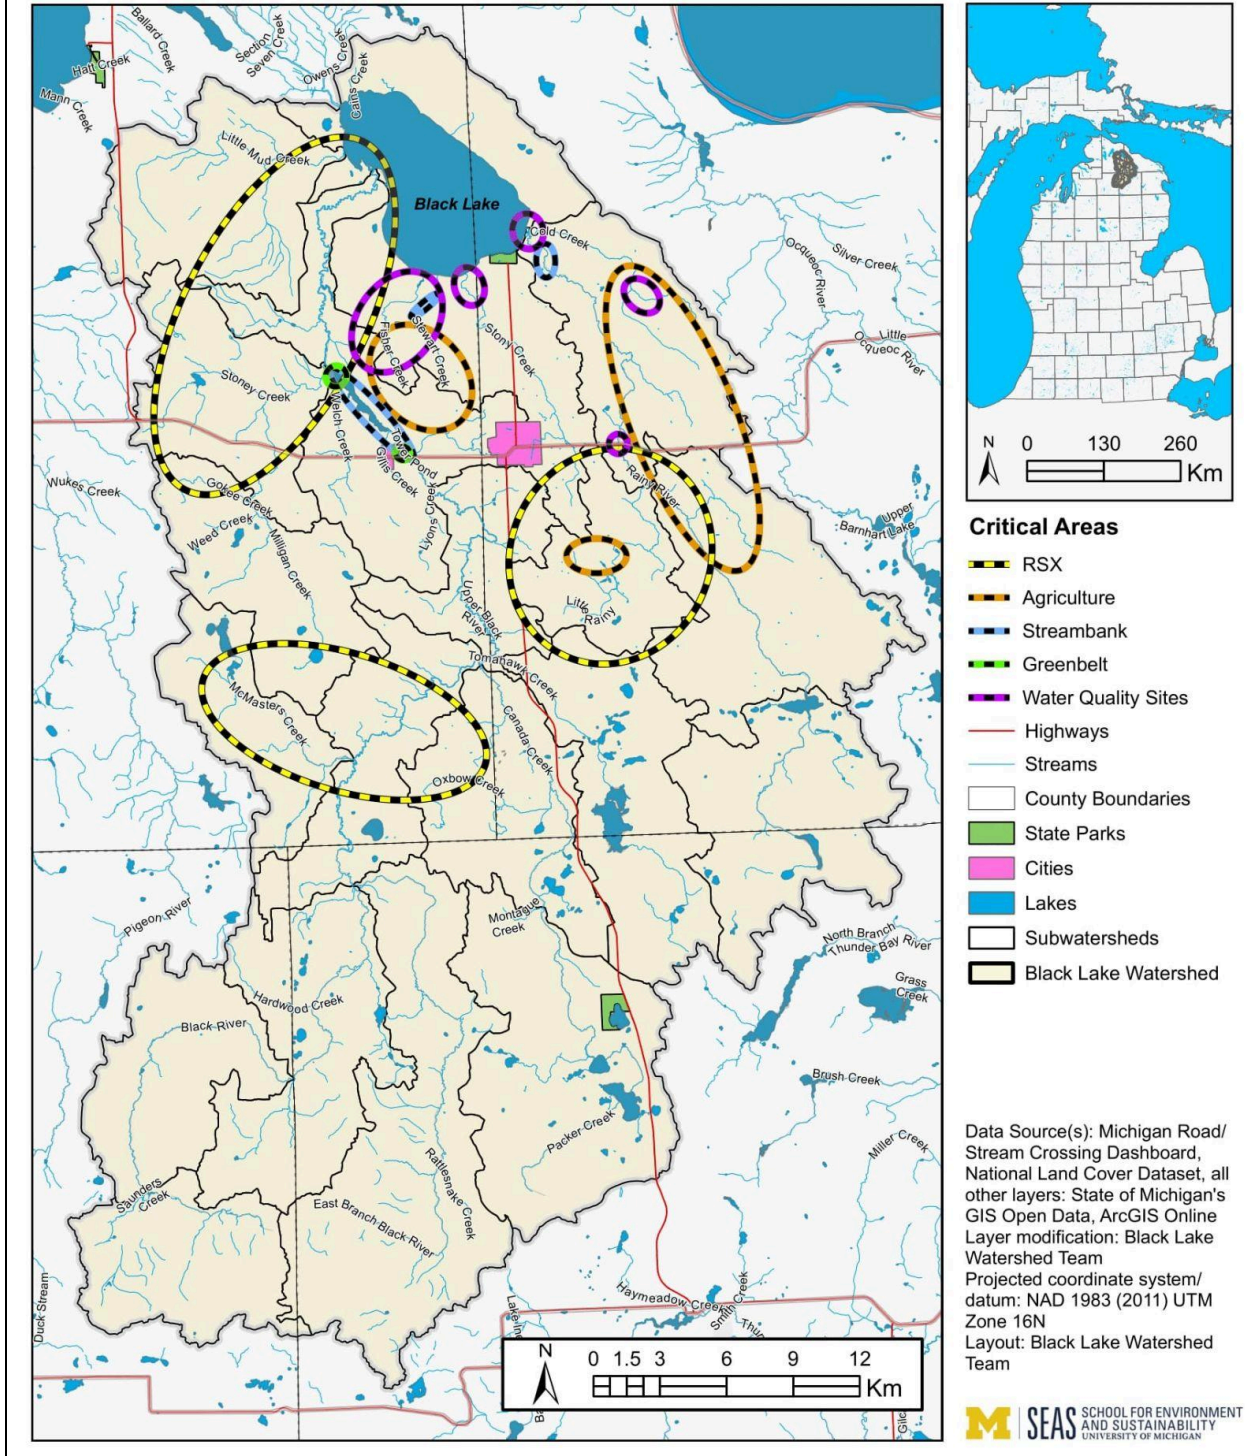 Ballard Creek
Section
Seven Creek
Owens Creek
Cains Creek
Hatt Creek
Mann Creek
Little Mud Creek
Black Lake
Cold Creek
Ocqueoc River
Silver Creek
Little
Ocqueoc River
Stewart Creek
Fisher Creek
Stony Creek
Stoney Creek
Welch Creek
Tower Pond
Gillis Creek
Wukes Creek
Gokee Creek
Weed Creek
Milligan Creek
Lyons Creek
Rainy River
Upper
Barnhart Lake
Little
Rainy
Upper Black
River
Tomahawk Creek
McMasters Creek
Canada Creek
Oxbow Creek
Pigeon River
Montague
Creek
North Branch
Thunder Bay River
Grass
Creek
Hardwood Creek
Black River
Brush Creek
Packer Creek
Miller Creek
Rattlesnake Creek
Saunders
Creek
East Branch Black River
Duck Stream
Haymeadow Creek
Smith Creek
N
0 1.5 3 6 9 12
Km
N
0 130 260
Km
Critical Areas
RSX
Agriculture
Streambank
Greenbelt
Water Quality Sites
Highways
Streams
County Boundaries
State Parks
Cities
Lakes
Subwatersheds
Black Lake Watershed
Data Source(s): Michigan Road/
Stream Crossing Dashboard,
National Land Cover Dataset, all
other layers: State of Michigan's
GIS Open Data, ArcGIS Online
Layer modification: Black Lake
Watershed Team
Projected coordinate system/
datum: NAD 1983 (2011) UTM
Zone 16N
Layout: Black Lake Watershed
Team
M SEAS SCHOOL FOR ENVIRONMENT
AND SUSTAINABILITY
UNIVERSITY OF MICHIGAN